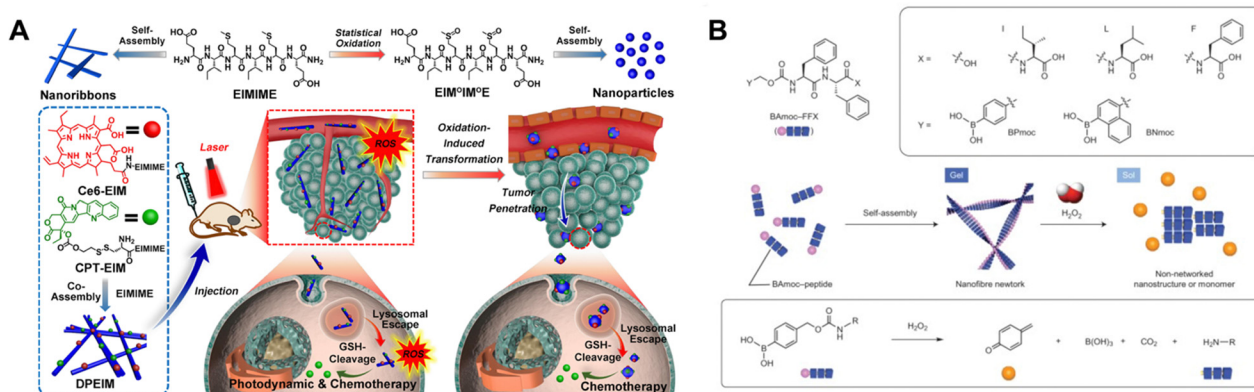 A
Self-
Assembly
Statistical
Oxidation
Self-
Assembly
Nanoribbons
EIMIME
EIMᴼIMᴼE
Nanoparticles
Ce6-EIM
CPT-EIM
Co-
Assembly
EIMIME
DPEIM
Laser
Injection
ROS
Oxidation-
Induced
Transformation
Tumor
Penetration
Lysosomal
Escape
GSH-
Cleavage
ROS
Photodynamic & Chemotherapy
Lysosomal
Escape
GSH-
Cleavage
Chemotherapy
B
BAmoc–FFX
I
L
F
X =
Y =
BPmoc
BNmoc
BAmoc–peptide
Self-assembly
Gel
Nanofibre newtork
H₂O₂
Sol
Non-networked
nanostructure or monomer
H₂O₂
+ B(OH)₃ + CO₂ + H₂N–R